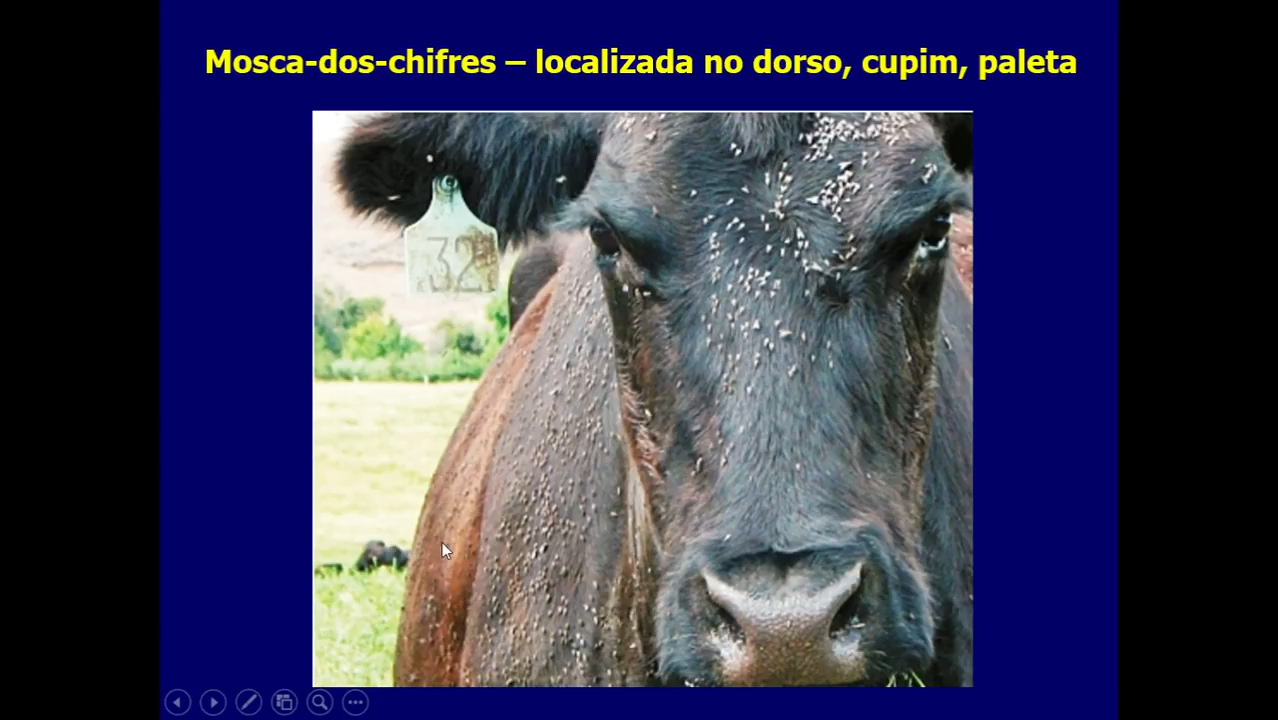 Mosca-dos-chifres – localizada no dorso, cupim, paleta
32